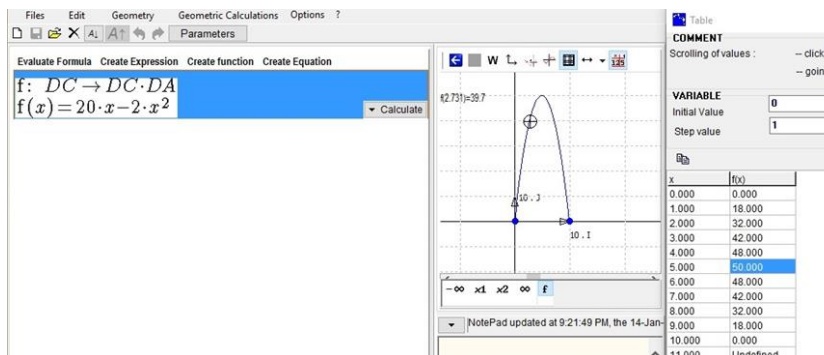 Files Edit Geometry Geometric Calculations Options ?
Parameters
Evaluate Formula Create Expression Create function Create Equation
f: DC → DC·DA
f(x)=20·x−2·x²
Calculate
W
f(2.731)=39.7
10 . J
10 . I
-∞ x1 x2 ∞ f
NotePad updated at 9:21:49 PM, the 14-Jan-
Table
COMMENT
Scrolling of values : -- click
-- goin
VARIABLE
Initial Value 0
Step value 1
x f(x)
0.000 0.000
1.000 18.000
2.000 32.000
3.000 42.000
4.000 48.000
5.000 50.000
6.000 48.000
7.000 42.000
8.000 32.000
9.000 18.000
10.000 0.000
11.000 Undefined